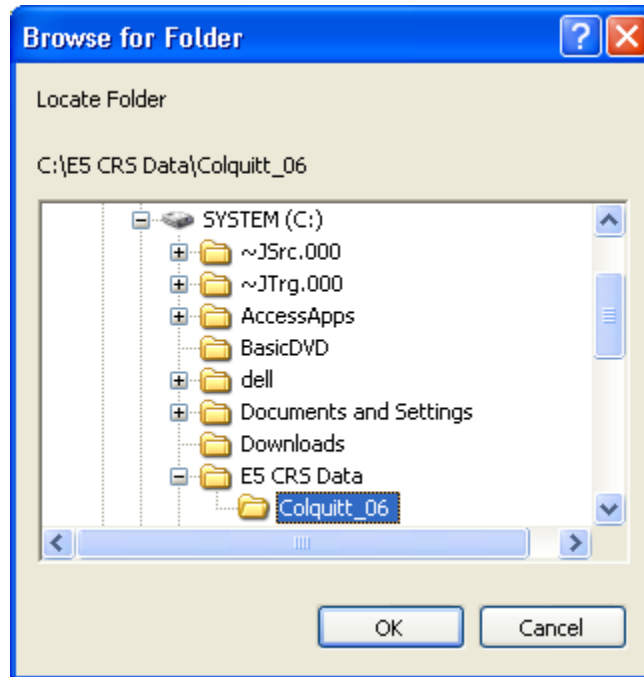 Browse for Folder
Locate Folder
C:\E5 CRS Data\Colquitt_06
SYSTEM (C:)
~JSrc.000
~JTrg.000
AccessApps
BasicDVD
dell
Documents and Settings
Downloads
E5 CRS Data
Colquitt_06
OK Cancel